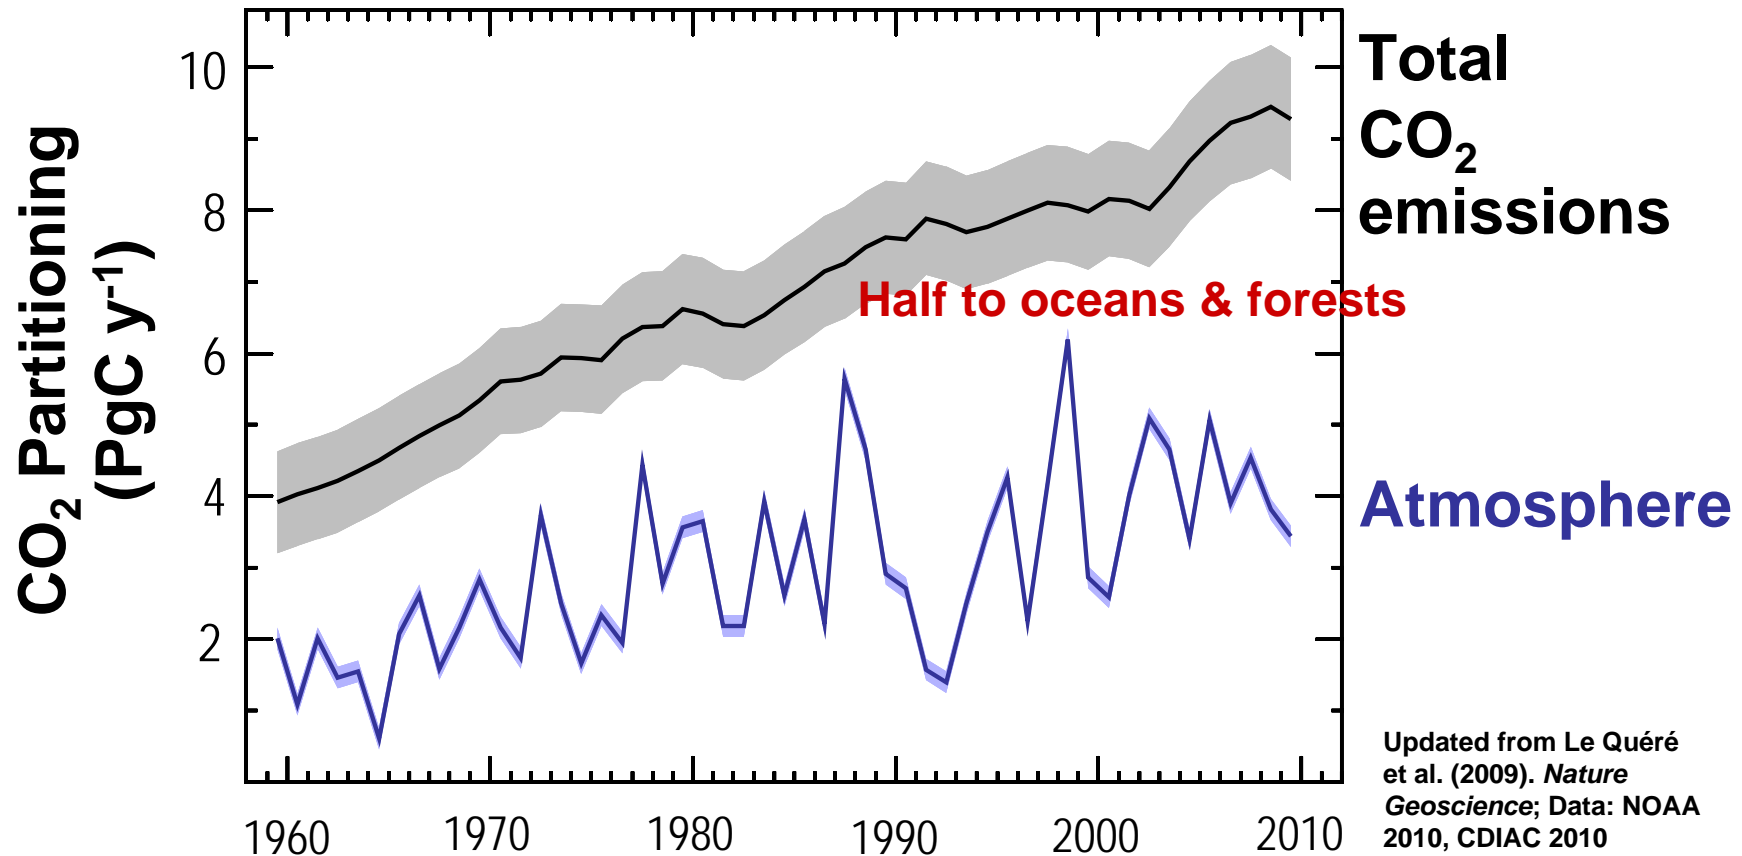 CO₂ Partitioning
(PgC y⁻¹)
10
8
6
4
2
1960 1970 1980 1990 2000 2010
Total
CO₂
emissions
Half to oceans & forests
Atmosphere
Updated from Le Quéré
et al. (2009). Nature
Geoscience; Data: NOAA
2010, CDIAC 2010